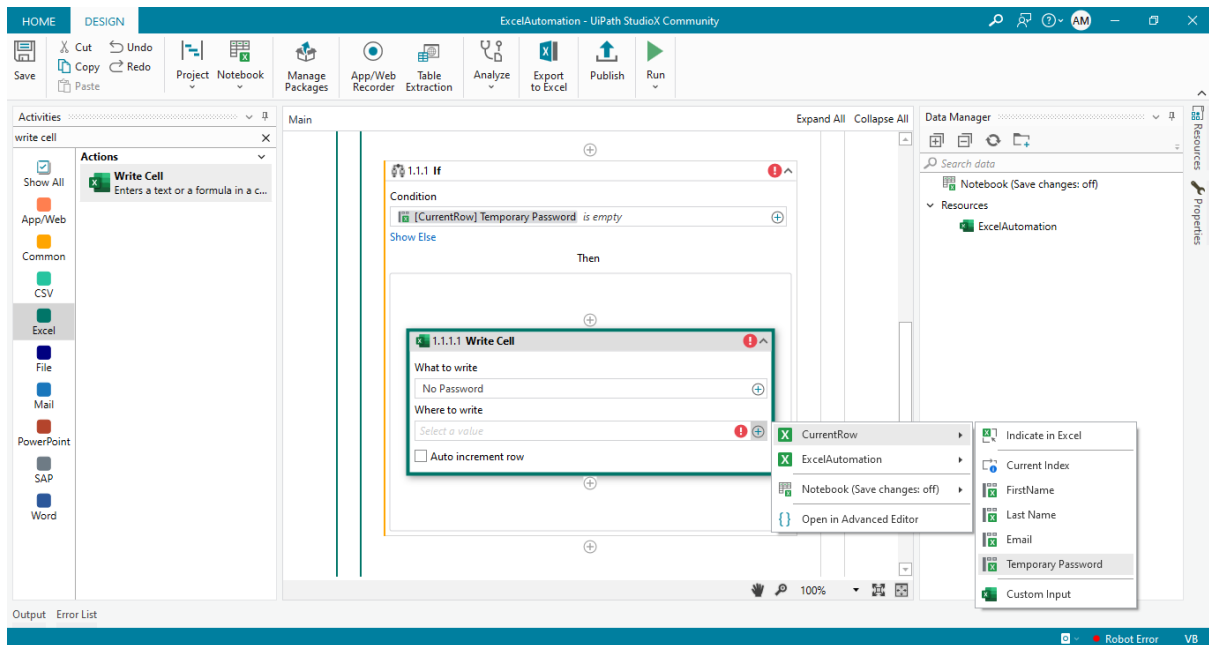 HOME DESIGN ExcelAutomation - UiPath StudioX Community AM
Save
Cut Undo
Copy Redo
Paste
Project Notebook
Manage Packages
App/Web Recorder
Table Extraction
Analyze
Export to Excel
Publish
Run
Activities
write cell
Show All
App/Web
Common
CSV
Excel
File
Mail
PowerPoint
SAP
Word
Actions
Write Cell
Enters a text or a formula in a c...
Main Expand All Collapse All
1.1.1 If
Condition
[CurrentRow] Temporary Password is empty
Show Else
Then
1.1.1.1 Write Cell
What to write
No Password
Where to write
Select a value
Auto increment row
CurrentRow
ExcelAutomation
Notebook (Save changes: off)
{ } Open in Advanced Editor
Indicate in Excel
Current Index
FirstName
Last Name
Email
Temporary Password
Custom Input
100%
Data Manager
Search data
Notebook (Save changes: off)
Resources
ExcelAutomation
Resources
Properties
Output Error List
Robot Error VB